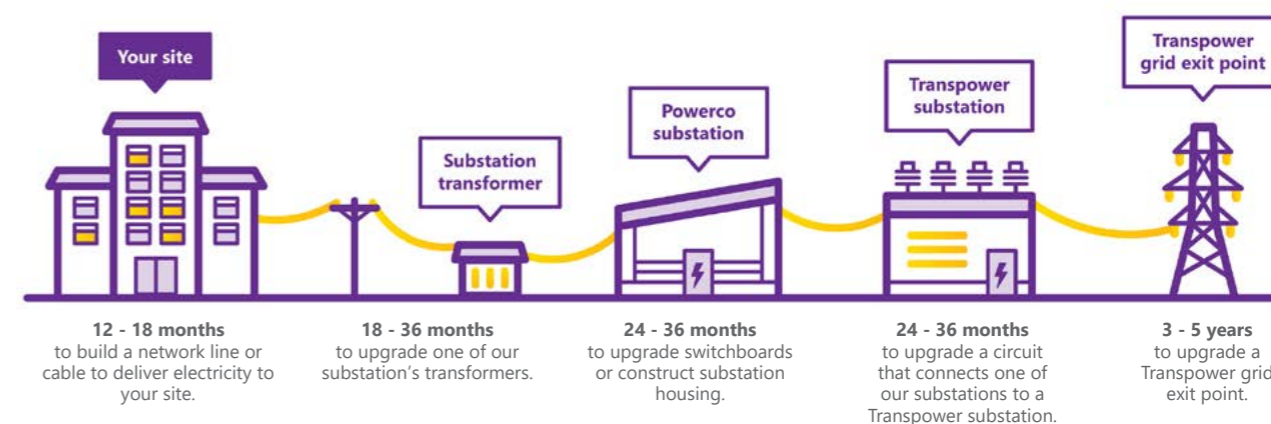 Your site
Substation
transformer
Powerco
substation
Transpower
substation
Transpower
grid exit point
12 - 18 months
to build a network line or
cable to deliver electricity to
your site.
18 - 36 months
to upgrade one of our
substation's transformers.
24 - 36 months
to upgrade switchboards
or construct substation
housing.
24 - 36 months
to upgrade a circuit
that connects one of
our substations to a
Transpower substation.
3 - 5 years
to upgrade a
Transpower grid
exit point.